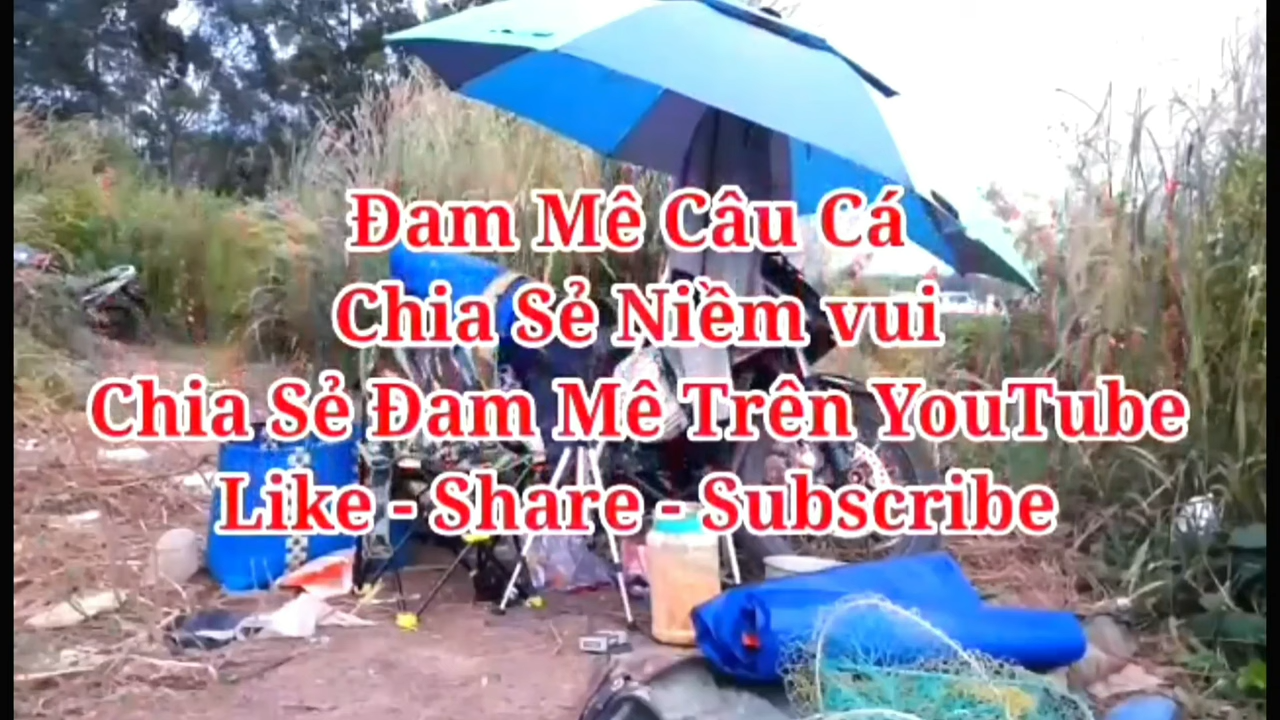 Đam Mê Câu Cá
Chia Sẻ Niềm vui
Chia Sẻ Đam Mê Trên YouTube
Like - Share - Subscribe